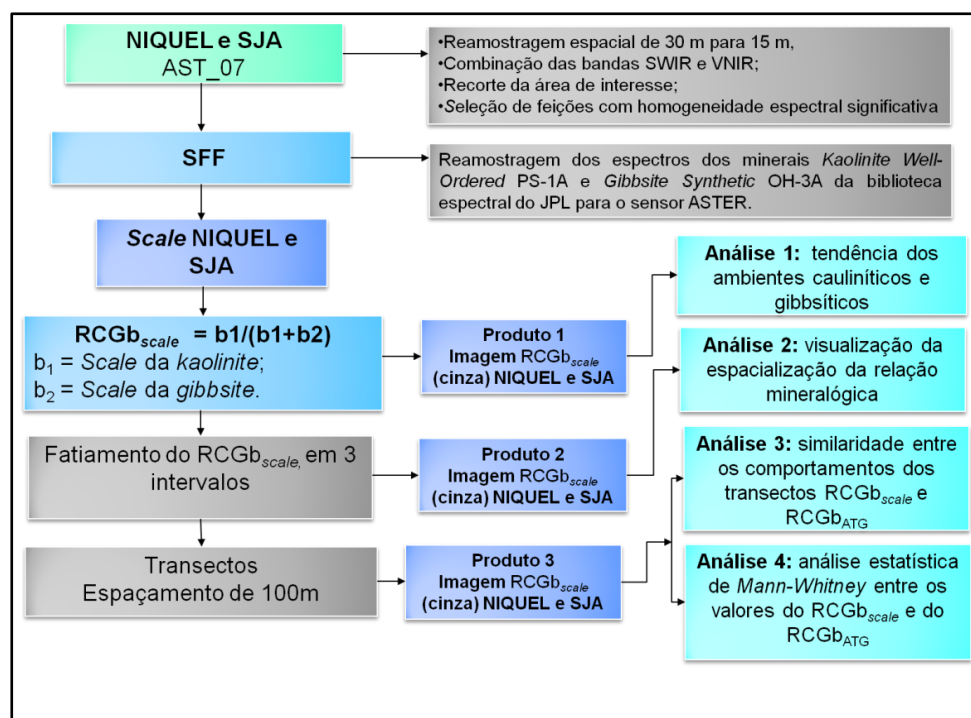 NIQUEL e SJA
AST_07
•Reamostragem espacial de 30 m para 15 m,
•Combinação das bandas SWIR e VNIR;
•Recorte da área de interesse;
•Seleção de feições com homogeneidade espectral significativa
SFF
Reamostragem dos espectros dos minerais Kaolinite Well-
Ordered PS-1A e Gibbsite Synthetic OH-3A da biblioteca
espectral do JPL para o sensor ASTER.
Scale NIQUEL e
SJA
RCGbscale = b1/(b1+b2)
b1 = Scale da kaolinite;
b2 = Scale da gibbsite.
Produto 1
Imagem RCGbscale
(cinza) NIQUEL e SJA
Análise 1: tendência dos
ambientes cauliníticos e
gibbsíticos
Análise 2: visualização da
espacialização da relação
mineralógica
Fatiamento do RCGbscale, em 3
intervalos
Produto 2
Imagem RCGbscale
(cinza) NIQUEL e SJA
Análise 3: similaridade entre
os comportamentos dos
transectos RCGbscale e
RCGbATG
Transectos
Espaçamento de 100m
Produto 3
Imagem RCGbscale
(cinza) NIQUEL e SJA
Análise 4: análise estatística
de Mann-Whitney entre os
valores do RCGbscale e do
RCGbATG